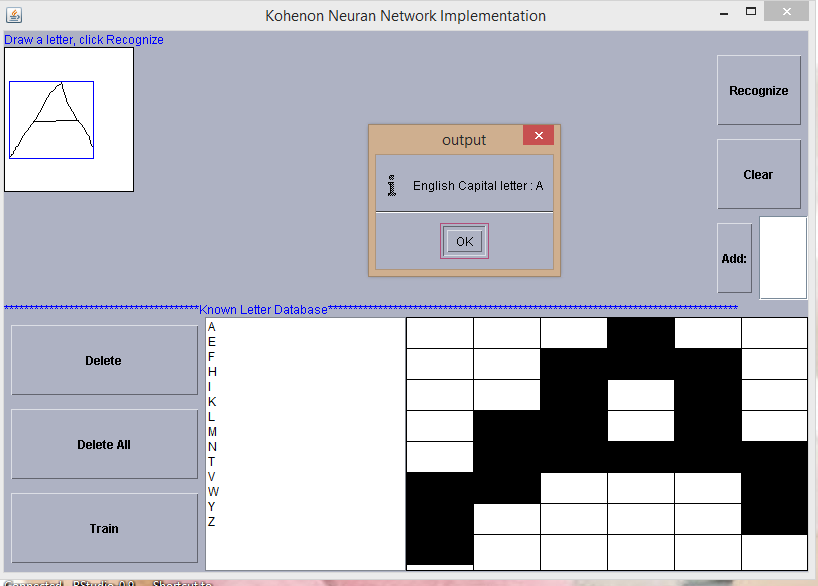 Kohenon Neuran Network Implementation
Draw a letter, click Recognize
Recognize
output
English Capital letter : A
OK
Clear
Add:
***************************************Known Letter Database**********************************************************************************
Delete
Delete All
Train
A
E
F
H
I
K
L
M
N
T
V
W
Y
Z